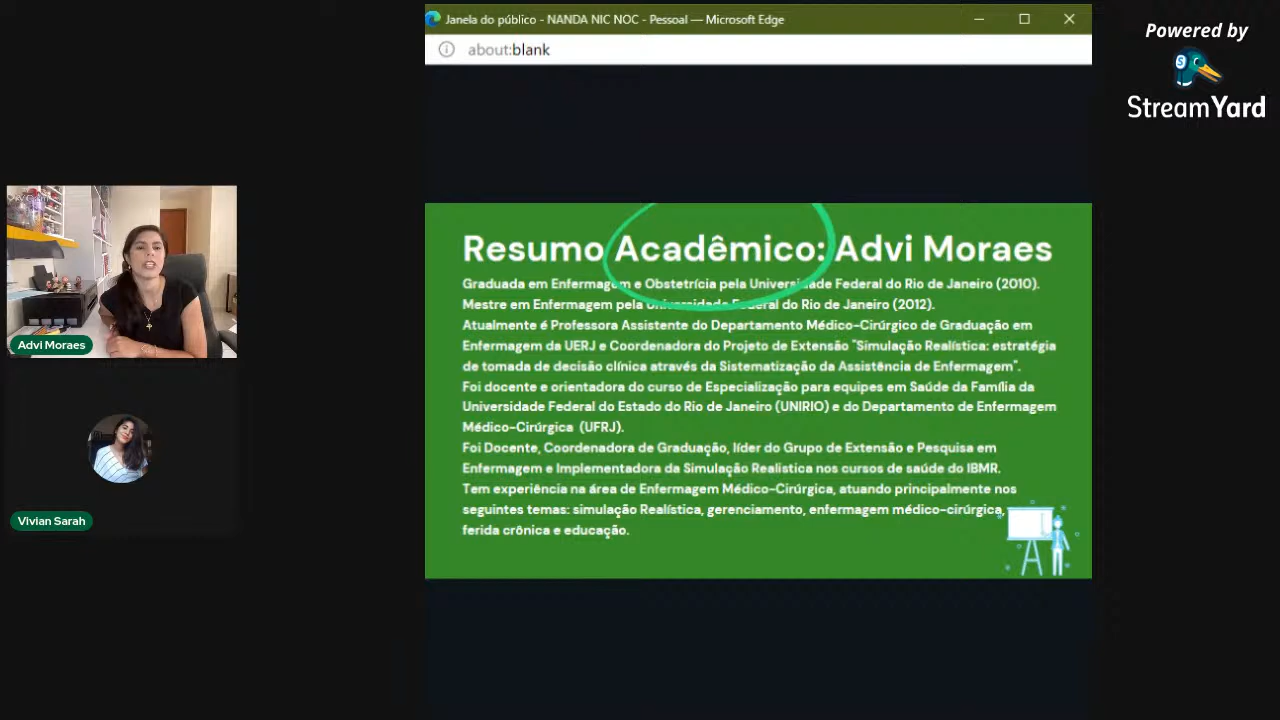 Janela do público - NANDA NIC NOC - Pessoal — Microsoft Edge
about:blank
Powered by
StreamYard
Resumo Acadêmico: Advi Moraes
Graduada em Enfermagem e Obstetrícia pela Universidade Federal do Rio de Janeiro (2010).
Mestre em Enfermagem pela Universidade Federal do Rio de Janeiro (2012).
Atualmente é Professora Assistente do Departamento Médico-Cirúrgico de Graduação em
Enfermagem da UERJ e Coordenadora do Projeto de Extensão "Simulação Realística: estratégia
de tomada de decisão clínica através da Sistematização da Assistência de Enfermagem".
Foi docente e orientadora do curso de Especialização para equipes em Saúde da Família da
Universidade Federal do Estado do Rio de Janeiro (UNIRIO) e do Departamento de Enfermagem
Médico-Cirúrgica (UFRJ).
Foi Docente, Coordenadora de Graduação, líder do Grupo de Extensão e Pesquisa em
Enfermagem e Implementadora da Simulação Realistica nos cursos de saúde do IBMR.
Tem experiência na área de Enfermagem Médico-Cirúrgica, atuando principalmente nos
seguintes temas: simulação Realística, gerenciamento, enfermagem médico-cirúrgica,
ferida crônica e educação.
Advi Moraes
Vivian Sarah